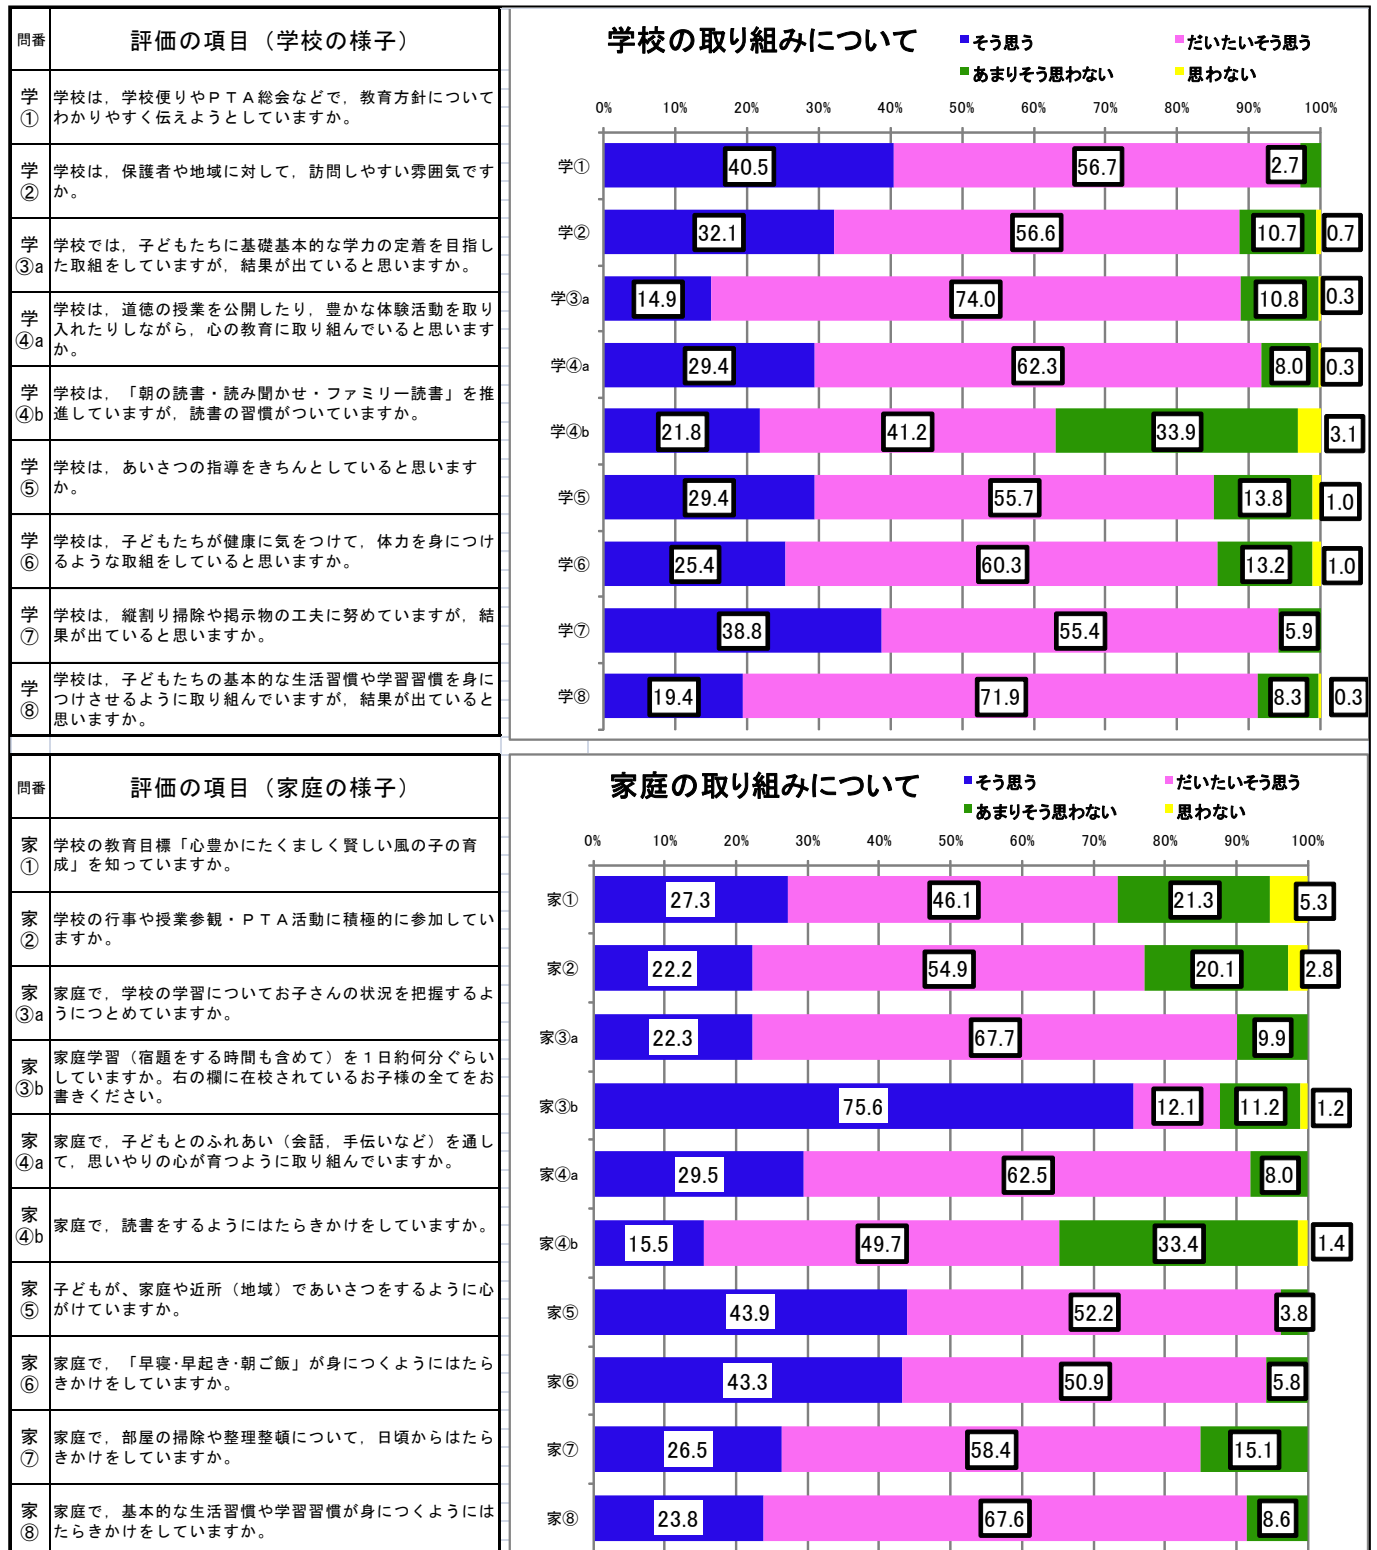 問番
評価の項目（学校の様子）
学①
学校は，学校便りやＰＴＡ総会などで，教育方針について
わかりやすく伝えようとしていますか。
学②
学校は，保護者や地域に対して，訪問しやすい雰囲気です
か。
学③a
学校では，子どもたちに基礎基本的な学力の定着を目指し
た取組をしていますが，結果が出ていると思いますか。
学④a
学校は，道徳の授業を公開したり，豊かな体験活動を取り
入れたりしながら，心の教育に取り組んでいると思います
か。
学④b
学校は，「朝の読書・読み聞かせ・ファミリー読書」を推
進していますが，読書の習慣がついていますか。
学⑤
学校は，あいさつの指導をきちんとしていると思います
か。
学⑥
学校は，子どもたちが健康に気をつけて，体力を身につけ
るような取組をしていると思いますか。
学⑦
学校は，縦割り掃除や掲示物の工夫に努めていますが，結
果が出ていると思いますか。
学⑧
学校は，子どもたちの基本的な生活習慣や学習習慣を身に
つけさせるように取り組んでいますが，結果が出ていると
思いますか。
学校の取り組みについて
そう思う
だいたいそう思う
あまりそう思わない
思わない
0% 10% 20% 30% 40% 50% 60% 70% 80% 90% 100%
学① 40.5 56.7 2.7
学② 32.1 56.6 10.7 0.7
学③a 14.9 74.0 10.8 0.3
学④a 29.4 62.3 8.0 0.3
学④b 21.8 41.2 33.9 3.1
学⑤ 29.4 55.7 13.8 1.0
学⑥ 25.4 60.3 13.2 1.0
学⑦ 38.8 55.4 5.9
学⑧ 19.4 71.9 8.3 0.3
問番
評価の項目（家庭の様子）
家①
学校の教育目標「心豊かにたくましく賢しい風の子の育
成」を知っていますか。
家②
学校の行事や授業参観・ＰＴＡ活動に積極的に参加してい
ますか。
家③a
家庭で，学校の学習についてお子さんの状況を把握するよ
うにつとめていますか。
家③b
家庭学習（宿題をする時間も含めて）を１日約何分ぐらい
していますか。右の欄に在校されているお子様の全てをお
書きください。
家④a
家庭で，子どもとのふれあい（会話，手伝いなど）を通し
て，思いやりの心が育つように取り組んでいますか。
家④b
家庭で，読書をするようにはたらきかけをしていますか。
家⑤
子どもが、家庭や近所（地域）であいさつをするように心
がけていますか。
家⑥
家庭で，「早寝・早起き・朝ご飯」が身につくようにはたら
きかけをしていますか。
家⑦
家庭で，部屋の掃除や整理整頓について，日頃からはたら
きかけをしていますか。
家⑧
家庭で，基本的な生活習慣や学習習慣が身につくようには
たらきかけをしていますか。
家庭の取り組みについて
そう思う
だいたいそう思う
あまりそう思わない
思わない
0% 10% 20% 30% 40% 50% 60% 70% 80% 90% 100%
家① 27.3 46.1 21.3 5.3
家② 22.2 54.9 20.1 2.8
家③a 22.3 67.7 9.9
家③b 75.6 12.1 11.2 1.2
家④a 29.5 62.5 8.0
家④b 15.5 49.7 33.4 1.4
家⑤ 43.9 52.2 3.8
家⑥ 43.3 50.9 5.8
家⑦ 26.5 58.4 15.1
家⑧ 23.8 67.6 8.6